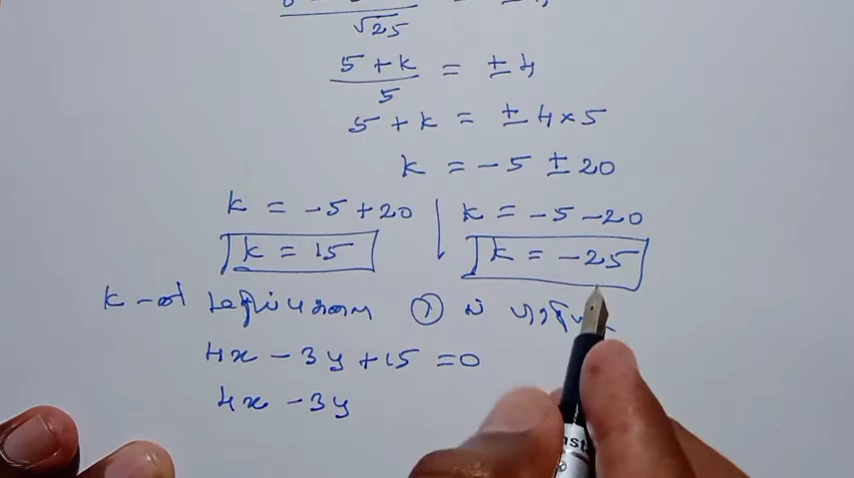 √25
5 + k / 5 = ± 4
5 + k = ± 4 × 5
k = -5 ± 20
k = -5 + 20 | k = -5 - 20
k = 15 | k = -25
k-ன் மதிப்புகளை ① ல்
4x - 3y + 15 = 0
4x - 3y